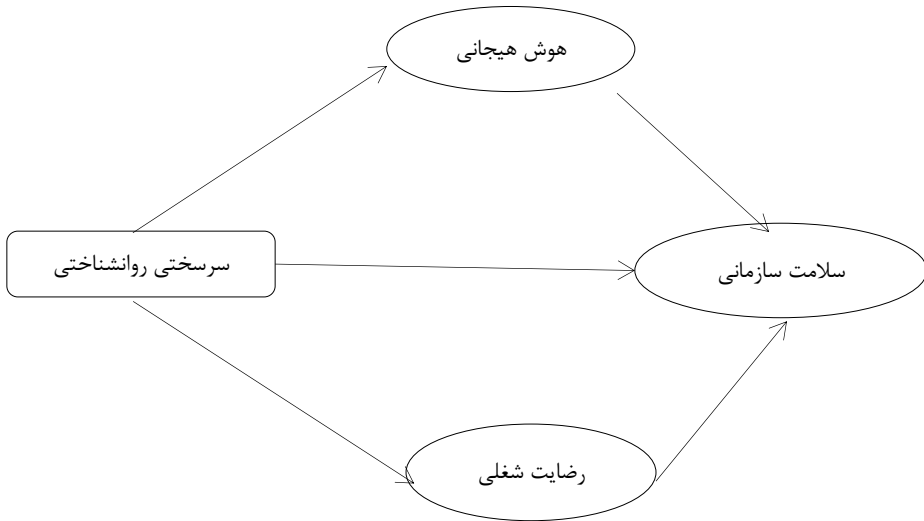 هوش هیجانی
سرسختی روانشناختی
سلامت سازمانی
رضایت شغلی